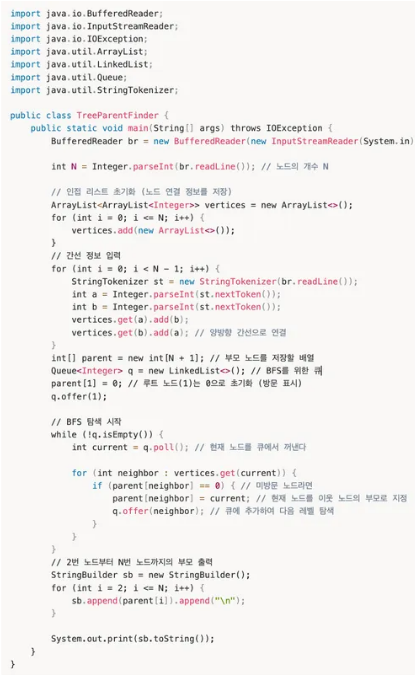 import java.io.BufferedReader;
import java.io.InputStreamReader;
import java.io.IOException;
import java.util.ArrayList;
import java.util.LinkedList;
import java.util.Queue;
import java.util.StringTokenizer;

public class TreeParentFinder {
    public static void main(String[] args) throws IOException {
        BufferedReader br = new BufferedReader(new InputStreamReader(System.in)

        int N = Integer.parseInt(br.readLine()); // 노드의 개수 N

        // 인접 리스트 초기화 (노드 연결 정보를 저장)
        ArrayList<ArrayList<Integer>> vertices = new ArrayList<>();
        for (int i = 0; i <= N; i++) {
            vertices.add(new ArrayList<>());
        }
        // 간선 정보 입력
        for (int i = 0; i < N - 1; i++) {
            StringTokenizer st = new StringTokenizer(br.readLine());
            int a = Integer.parseInt(st.nextToken());
            int b = Integer.parseInt(st.nextToken());
            vertices.get(a).add(b);
            vertices.get(b).add(a); // 양방향 간선으로 연결
        }
        int[] parent = new int[N + 1]; // 부모 노드를 저장할 배열
        Queue<Integer> q = new LinkedList<>(); // BFS를 위한 큐
        parent[1] = 0; // 루트 노드(1)는 0으로 초기화 (방문 표시)
        q.offer(1);

        // BFS 탐색 시작
        while (!q.isEmpty()) {
            int current = q.poll(); // 현재 노드를 큐에서 꺼낸다

            for (int neighbor : vertices.get(current)) {
                if (parent[neighbor] == 0) { // 미방문 노드라면
                    parent[neighbor] = current; // 현재 노드를 이웃 노드의 부모로 지정
                    q.offer(neighbor); // 큐에 추가하여 다음 레벨 탐색
                }
            }
        }
        // 2번 노드부터 N번 노드까지의 부모 출력
        StringBuilder sb = new StringBuilder();
        for (int i = 2; i <= N; i++) {
            sb.append(parent[i]).append("\n");
        }

        System.out.print(sb.toString());
    }
}